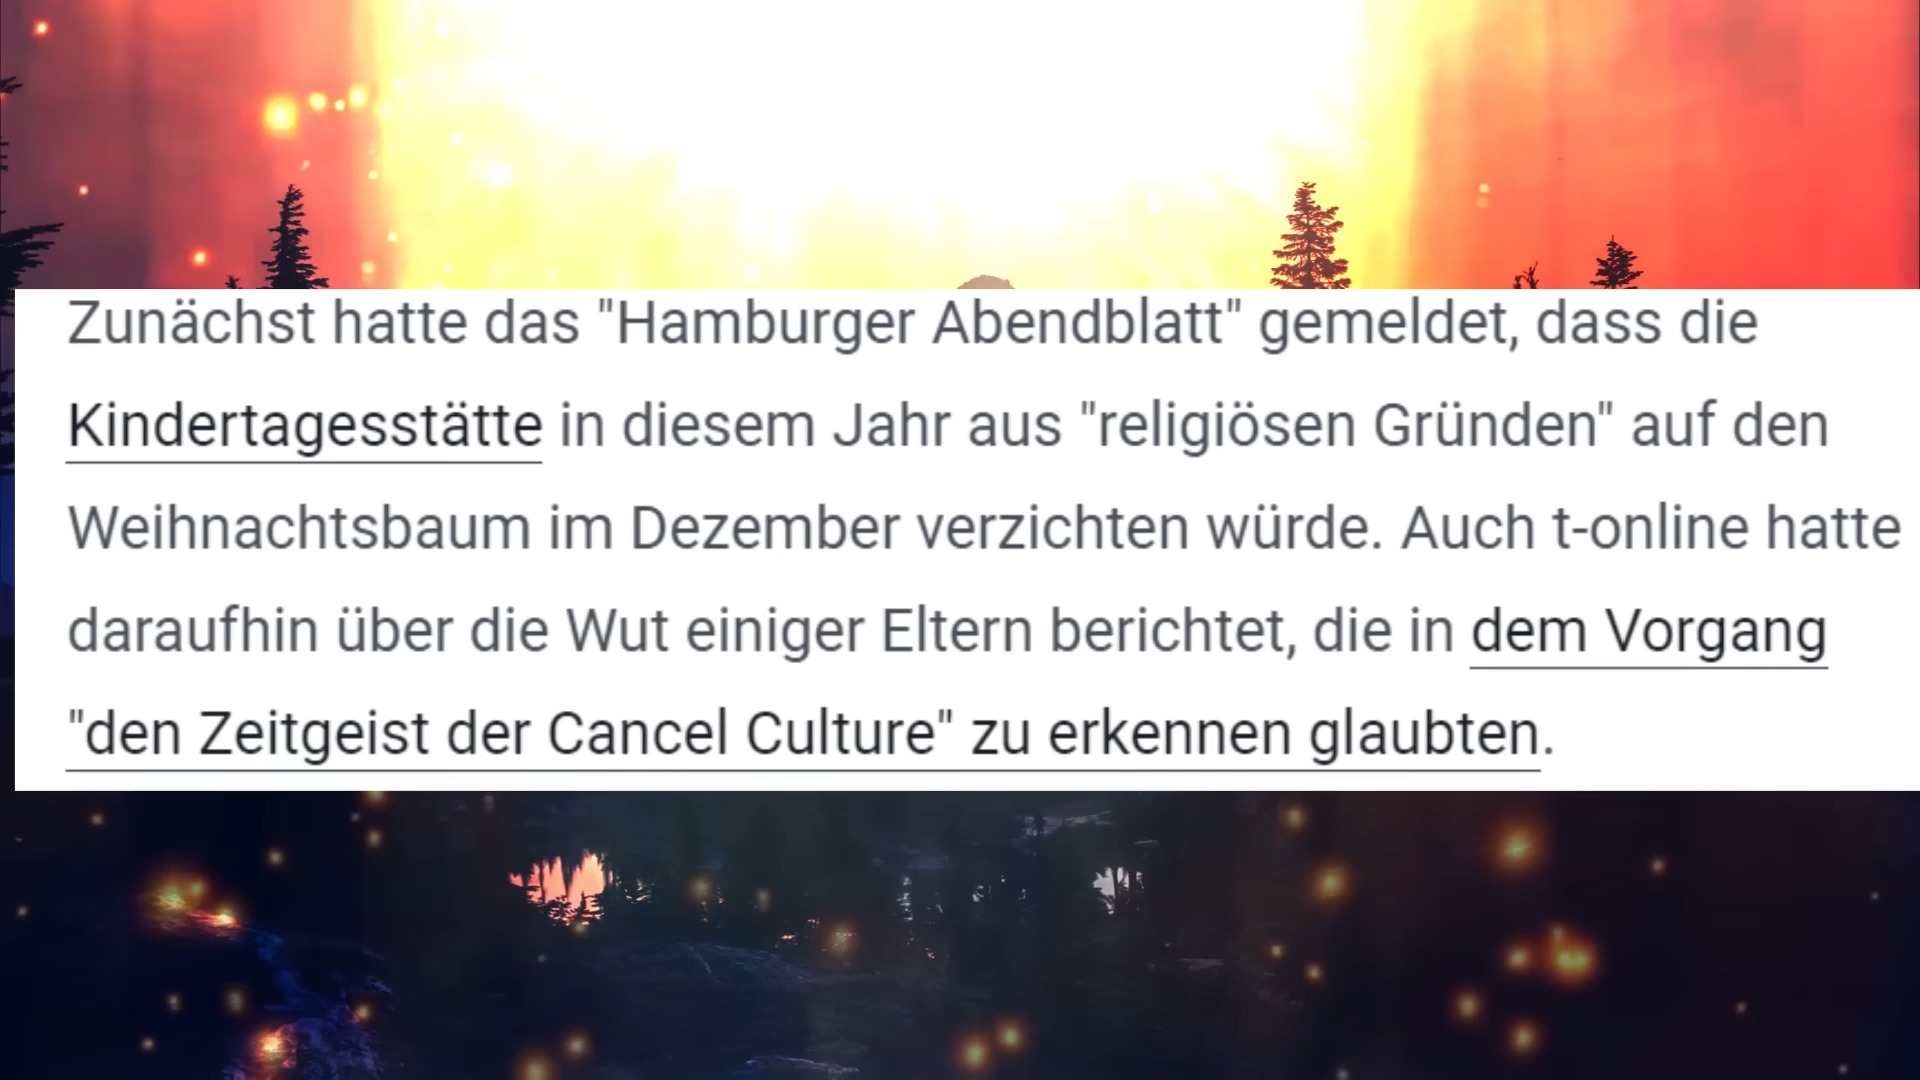 Zunächst hatte das "Hamburger Abendblatt" gemeldet, dass die
Kindertagesstätte in diesem Jahr aus "religiösen Gründen" auf den
Weihnachtsbaum im Dezember verzichten würde. Auch t-online hatte
daraufhin über die Wut einiger Eltern berichtet, die in dem Vorgang
"den Zeitgeist der Cancel Culture" zu erkennen glaubten.